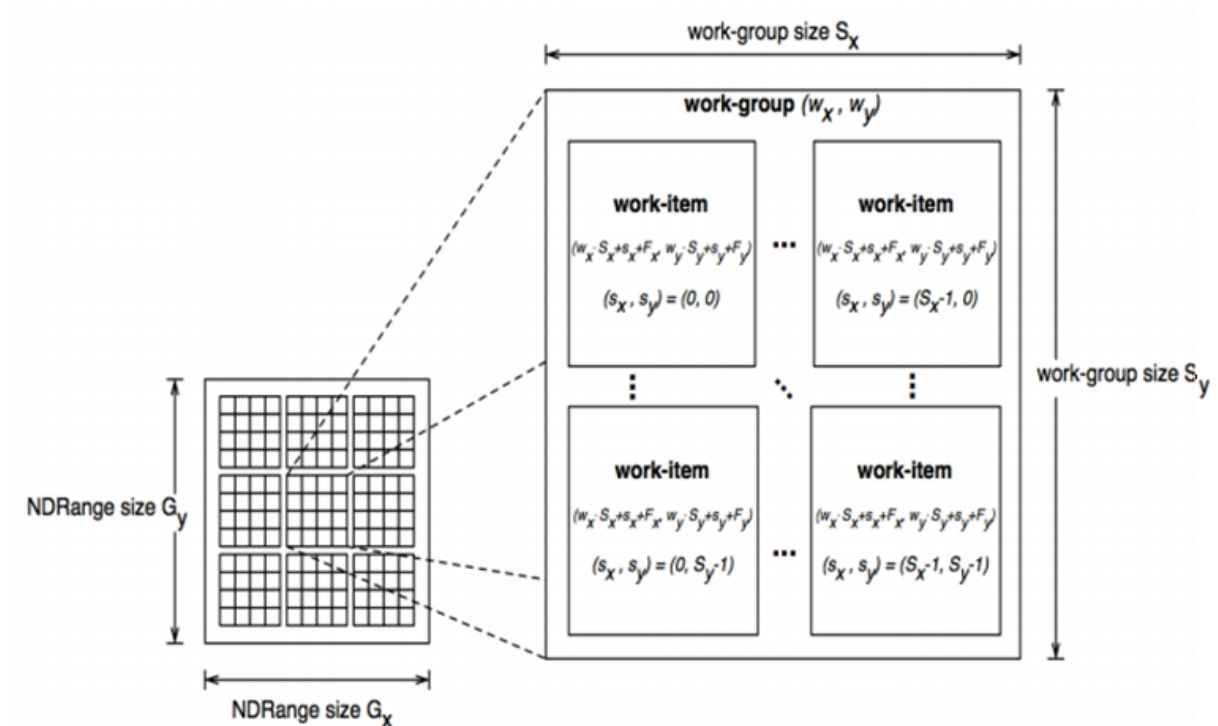 work-group size Sx
work-group (wx , wy)
work-item
(wx·Sx+sx+Fx, wy·Sy+sy+Fy)
(sx , sy) = (0, 0)
...
work-item
(wx·Sx+sx+Fx, wy·Sy+sy+Fy)
(sx , sy) = (Sx-1, 0)
work-group size Sy
work-item
(wx·Sx+sx+Fx, wy·Sy+sy+Fy)
(sx , sy) = (0, Sy-1)
...
work-item
(wx·Sx+sx+Fx, wy·Sy+sy+Fy)
(sx , sy) = (Sx-1, Sy-1)
NDRange size Gy
NDRange size Gx